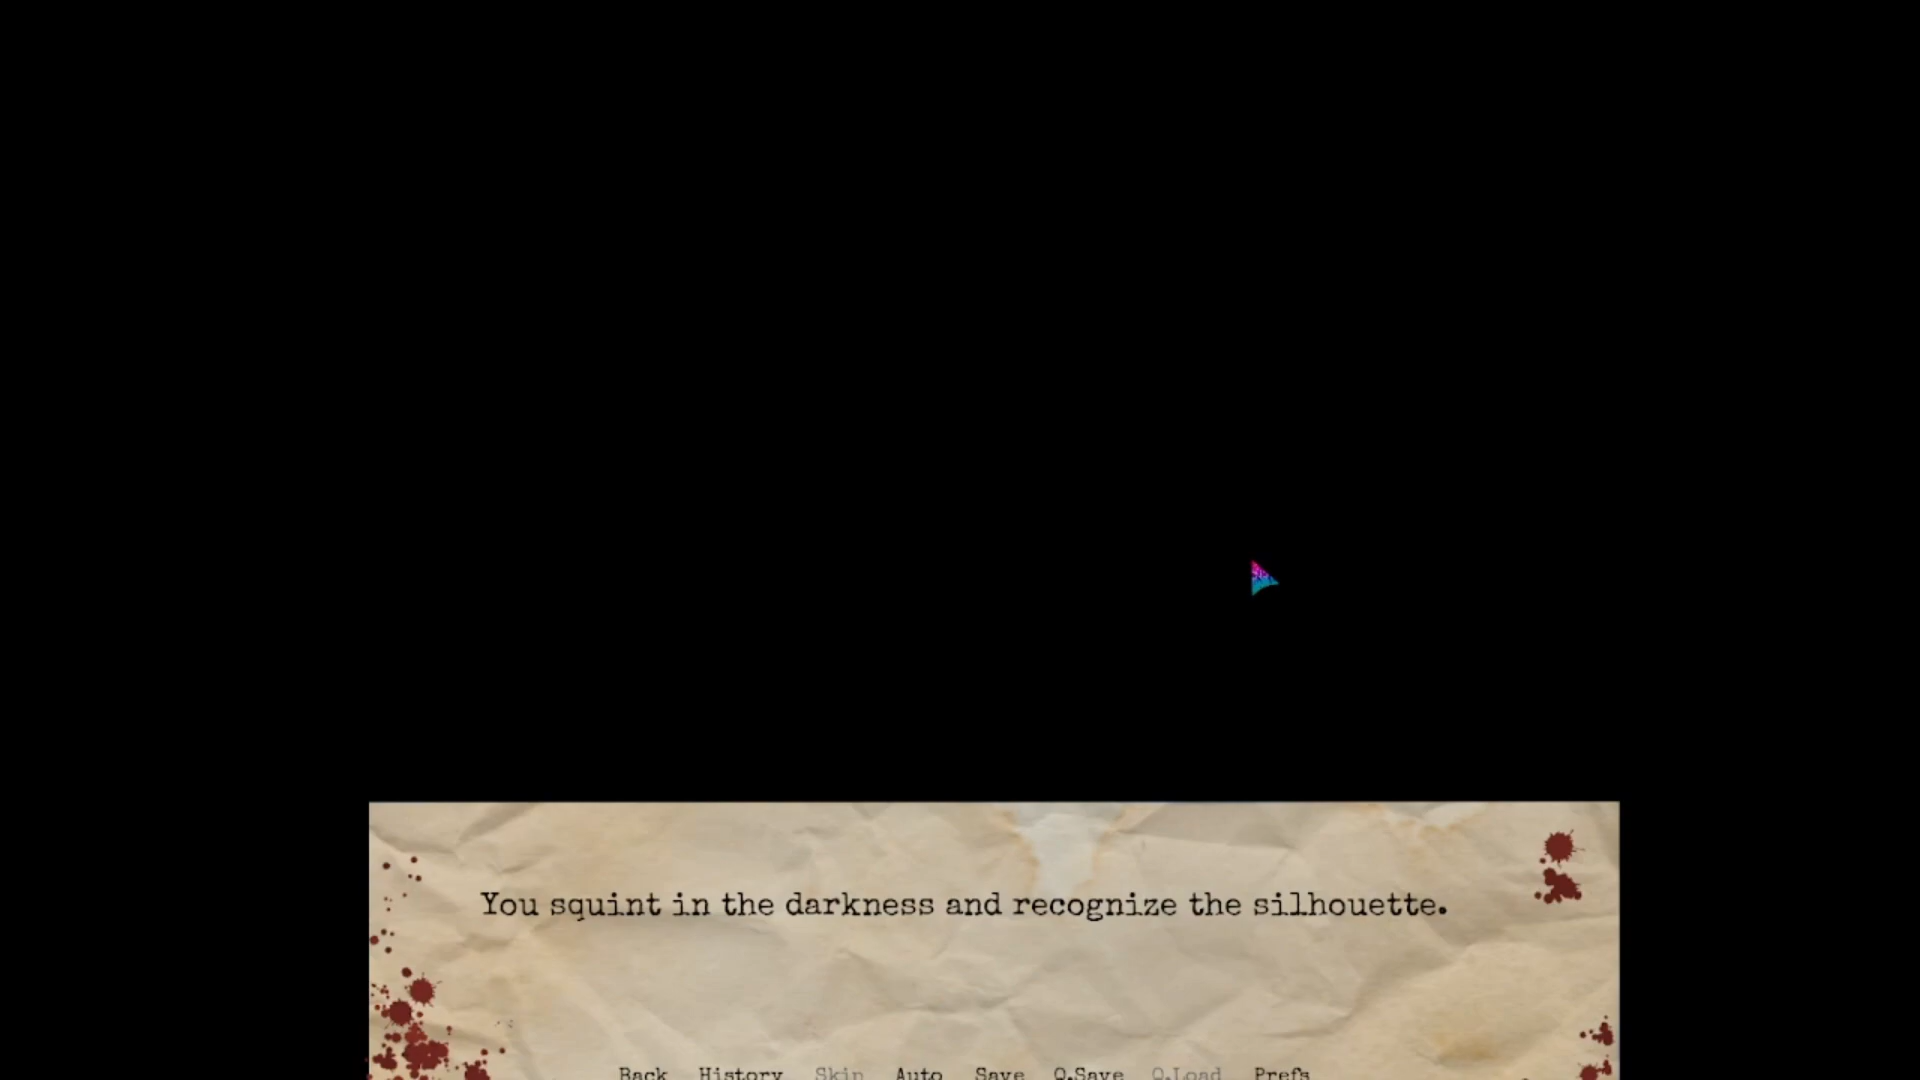 You squint in the darkness and recognize the silhouette.
Back History Skip Auto Save Q.Save Q.Load Prefs